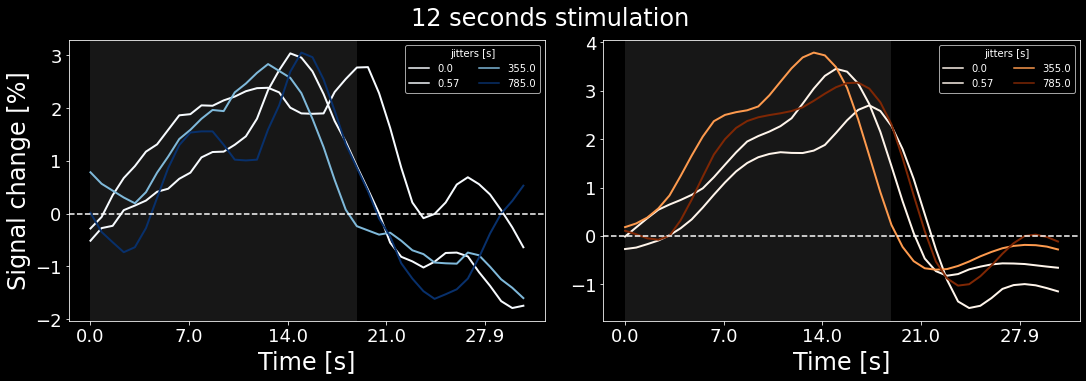 12 seconds stimulation
Signal change [%]
3
2
1
0
−1
−2
0.0 7.0 14.0 21.0 27.9
Time [s]
jitters [s]
0.0 355.0
0.57 785.0
4
3
2
1
0
−1
0.0 7.0 14.0 21.0 27.9
Time [s]
jitters [s]
0.0 355.0
0.57 785.0